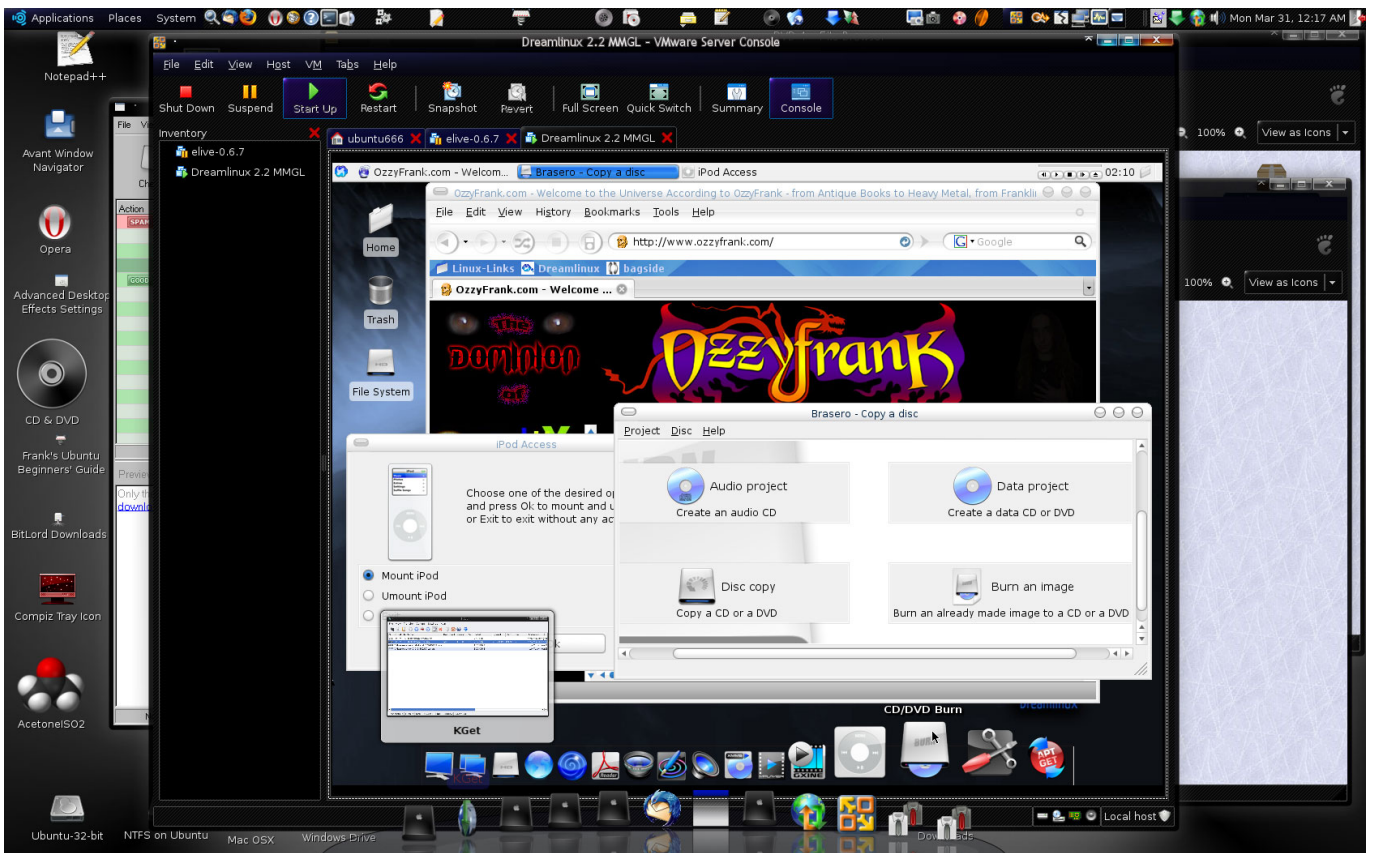 Applications Places System
Mon Mar 31, 12:17 AM
Dreamlinux 2.2 MMGL - VMware Server Console
File Edit View Host VM Tabs Help
Shut Down Suspend Start Up Restart Snapshot Revert Full Screen Quick Switch Summary Console
Inventory
elive-0.6.7
Dreamlinux 2.2 MMGL
ubuntu666 elive-0.6.7 Dreamlinux 2.2 MMGL
OzzyFrank.com - Welcom... Brasero - Copy a disc iPod Access 02:10
OzzyFrank.com - Welcome to the Universe According to OzzyFrank - from Antique Books to Heavy Metal, from Frankli
File Edit View History Bookmarks Tools Help
http://www.ozzyfrank.com/
Google
Linux-Links Dreamlinux bagside
OzzyFrank.com - Welcome ...
The
Dominion
OF
Ozzyfrank
Home
Trash
File System
iPod Access
Choose one of the desired
and press Ok to mount and
or Exit to exit without any
Mount iPod
Umount iPod
KGet
Brasero - Copy a disc
Project Disc Help
Audio project
Create an audio CD
Data project
Create a data CD or DVD
Disc copy
Copy a CD or a DVD
Burn an image
Burn an already made image to a CD or a DVD
CD/DVD Burn
Dreamlinux
GXINE
APT
GET
Local host
Notepad++
Avant Window
Navigator
Opera
Advanced Desktop
Effects Settings
CD & DVD
Frank's Ubuntu
Beginners' Guide
BitLord Downloads
Compiz Tray Icon
AcetoneISO2
Ubuntu-32-bit
NTFS on Ubuntu
Mac OSX
Windows Drive
Downloads
File
Action
GOOD
Only
100% View as Icons
100% View as Icons